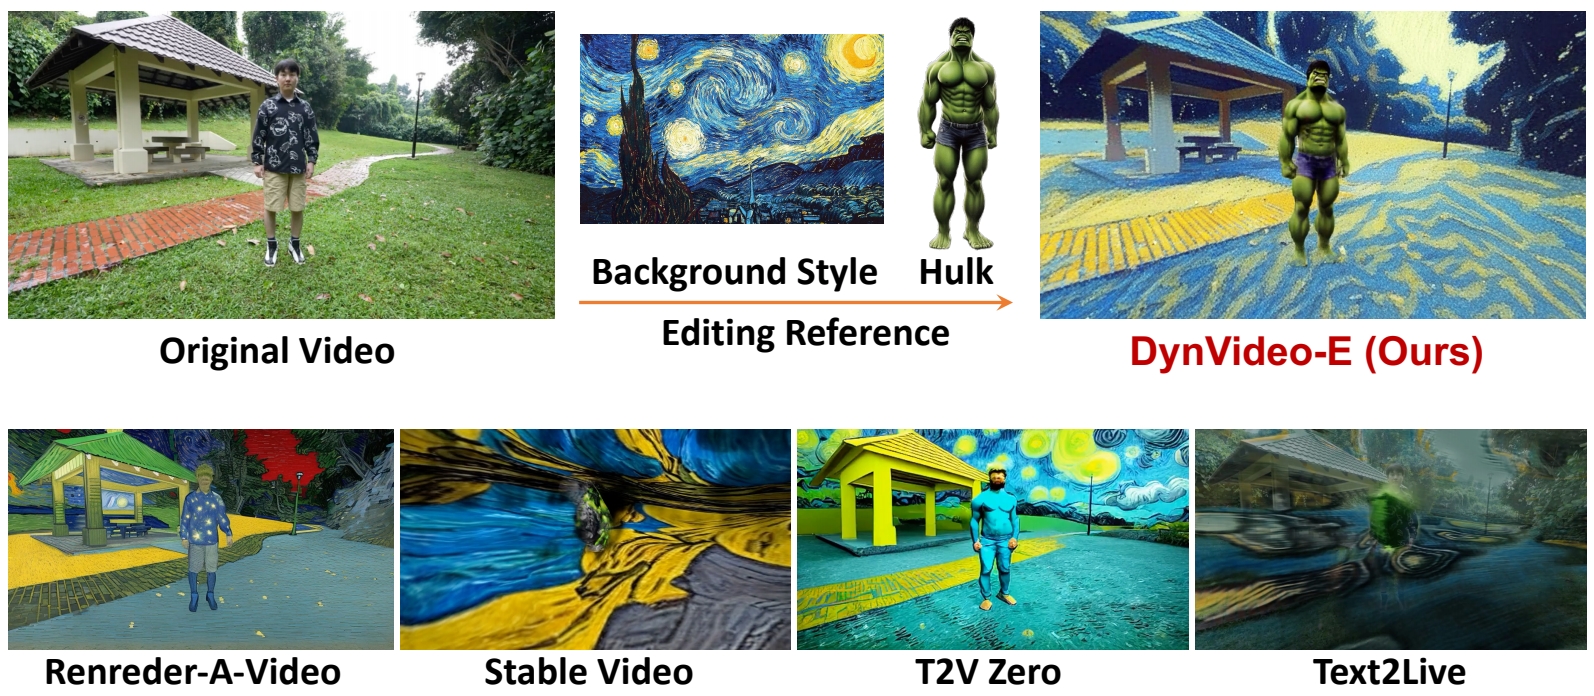 Background Style
Hulk
Editing Reference
Original Video
DynVideo-E (Ours)
Renreder-A-Video
Stable Video
T2V Zero
Text2Live